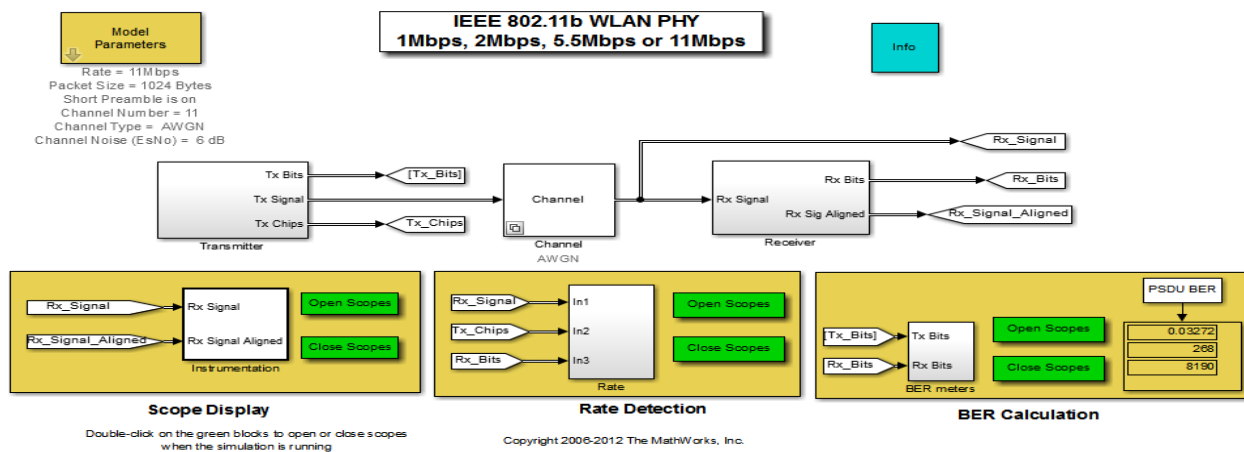 Model
Parameters
IEEE 802.11b WLAN PHY
1Mbps, 2Mbps, 5.5Mbps or 11Mbps
Info
Rate = 11Mbps
Packet Size = 1024 Bytes
Short Preamble is on
Channel Number = 11
Channel Type = AWGN
Channel Noise (EsNo) = 6 dB
Tx Bits
Tx Signal
Tx Chips
Transmitter
[Tx_Bits]
Tx_Chips
Channel
Channel
AWGN
Rx Signal
Rx Bits
Rx Sig Aligned
Receiver
Rx_Signal
Rx_Bits
Rx_Signal_Aligned
Rx_Signal
Rx_Signal_Aligned
Rx Signal
Rx Signal Aligned
Instrumentation
Open Scopes
Close Scopes
Scope Display
Double-click on the green blocks to open or close scopes
when the simulation is running
Rx_Signal
Tx_Chips
Rx_Bits
In1
In2
In3
Rate
Open Scopes
Close Scopes
Rate Detection
Copyright 2006-2012 The MathWorks, Inc.
[Tx_Bits]
Rx_Bits
Tx Bits
Rx Bits
BER meters
Open Scopes
Close Scopes
PSDU BER
0.03272
268
8190
BER Calculation